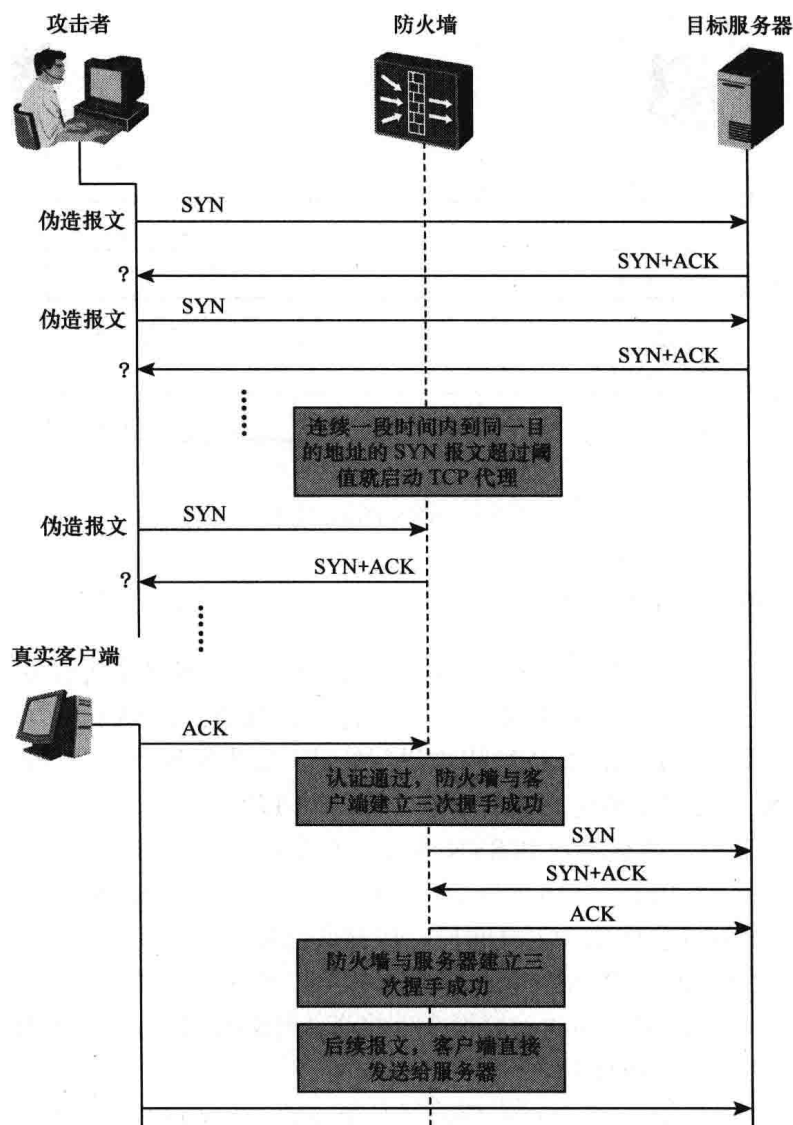 攻击者
防火墙
目标服务器
伪造报文
SYN
?
SYN+ACK
伪造报文
SYN
?
SYN+ACK
连续一段时间内到同一目
的地址的 SYN 报文超过阈
值就启动 TCP 代理
伪造报文
SYN
?
SYN+ACK
真实客户端
ACK
认证通过，防火墙与客
户端建立三次握手成功
SYN
SYN+ACK
ACK
防火墙与服务器建立三
次握手成功
后续报文，客户端直接
发送给服务器